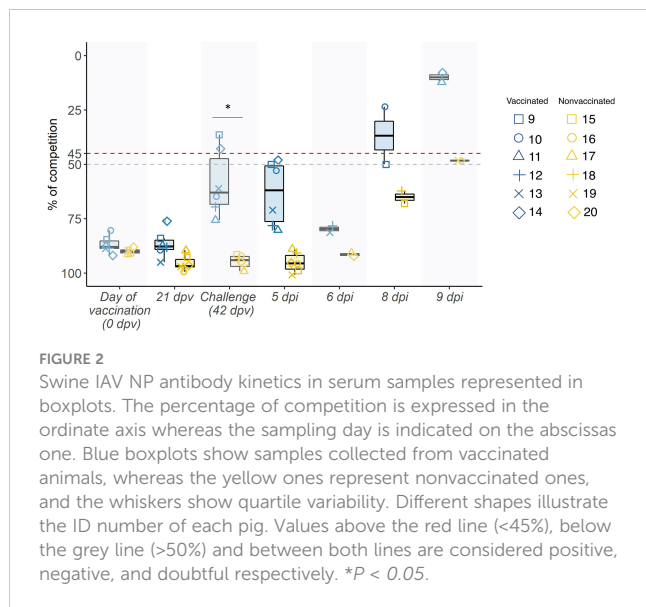 0
25
45
50
75
100
% of competition
*
Day of vaccination (0 dpv)
21 dpv
Challenge (42 dpv)
5 dpi
6 dpi
8 dpi
9 dpi
Vaccinated
9
10
11
12
13
14
Nonvaccinated
15
16
17
18
19
20
FIGURE 2
Swine IAV NP antibody kinetics in serum samples represented in
boxplots. The percentage of competition is expressed in the
ordinate axis whereas the sampling day is indicated on the abscissas
one. Blue boxplots show samples collected from vaccinated
animals, whereas the yellow ones represent nonvaccinated ones,
and the whiskers show quartile variability. Different shapes illustrate
the ID number of each pig. Values above the red line (<45%), below
the grey line (>50%) and between both lines are considered positive,
negative, and doubtful respectively. *P < 0.05.